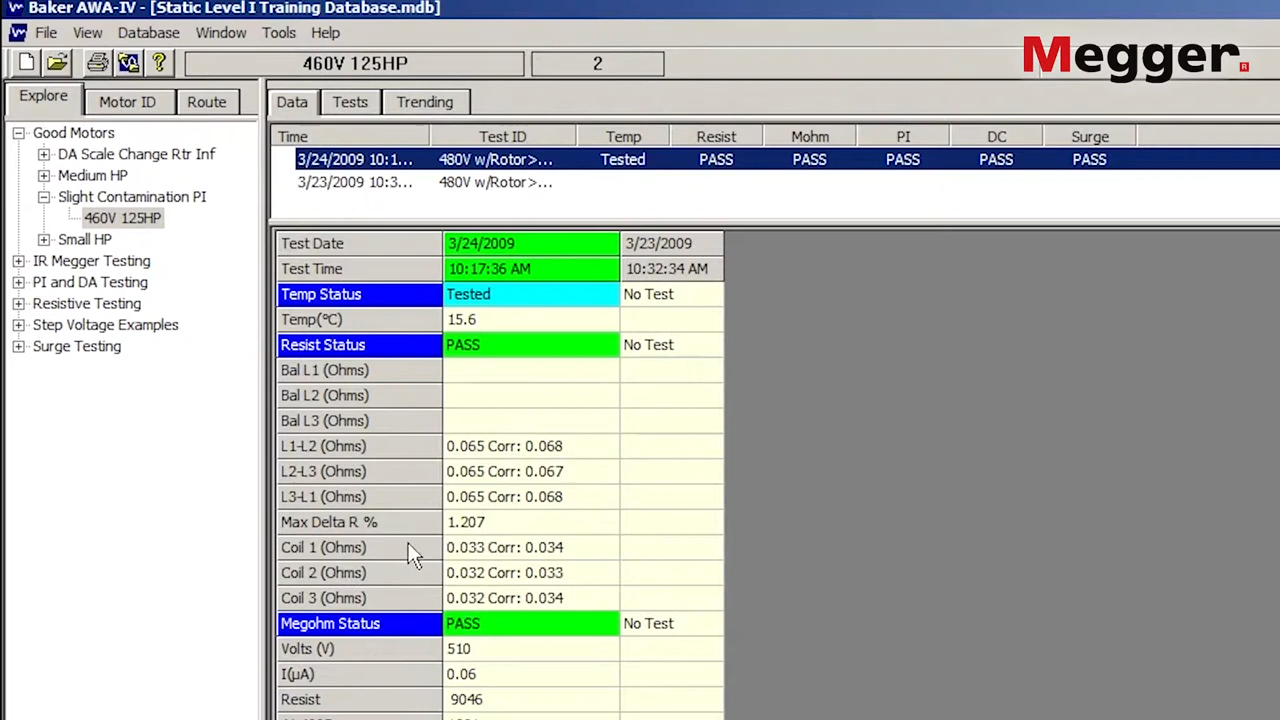 Baker AWA-IV - [Static Level I Training Database.mdb]
File View Database Window Tools Help
Megger.
460V 125HP 2
Explore Motor ID Route
Data Tests Trending
Good Motors
DA Scale Change Rtr Inf
Medium HP
Slight Contamination PI
460V 125HP
Small HP
IR Megger Testing
PI and DA Testing
Resistive Testing
Step Voltage Examples
Surge Testing
Time Test ID Temp Resist Mohm PI DC Surge
3/24/2009 10:1... 480V w/Rotor>... Tested PASS PASS PASS PASS PASS
3/23/2009 10:3... 480V w/Rotor>...
Test Date 3/24/2009 3/23/2009
Test Time 10:17:36 AM 10:32:34 AM
Temp Status Tested No Test
Temp(°C) 15.6
Resist Status PASS No Test
Bal L1 (Ohms)
Bal L2 (Ohms)
Bal L3 (Ohms)
L1-L2 (Ohms) 0.065 Corr: 0.068
L2-L3 (Ohms) 0.065 Corr: 0.067
L3-L1 (Ohms) 0.065 Corr: 0.068
Max Delta R % 1.207
Coil 1 (Ohms) 0.033 Corr: 0.034
Coil 2 (Ohms) 0.032 Corr: 0.033
Coil 3 (Ohms) 0.032 Corr: 0.034
Megohm Status PASS No Test
Volts (V) 510
I(µA) 0.06
Resist 9046